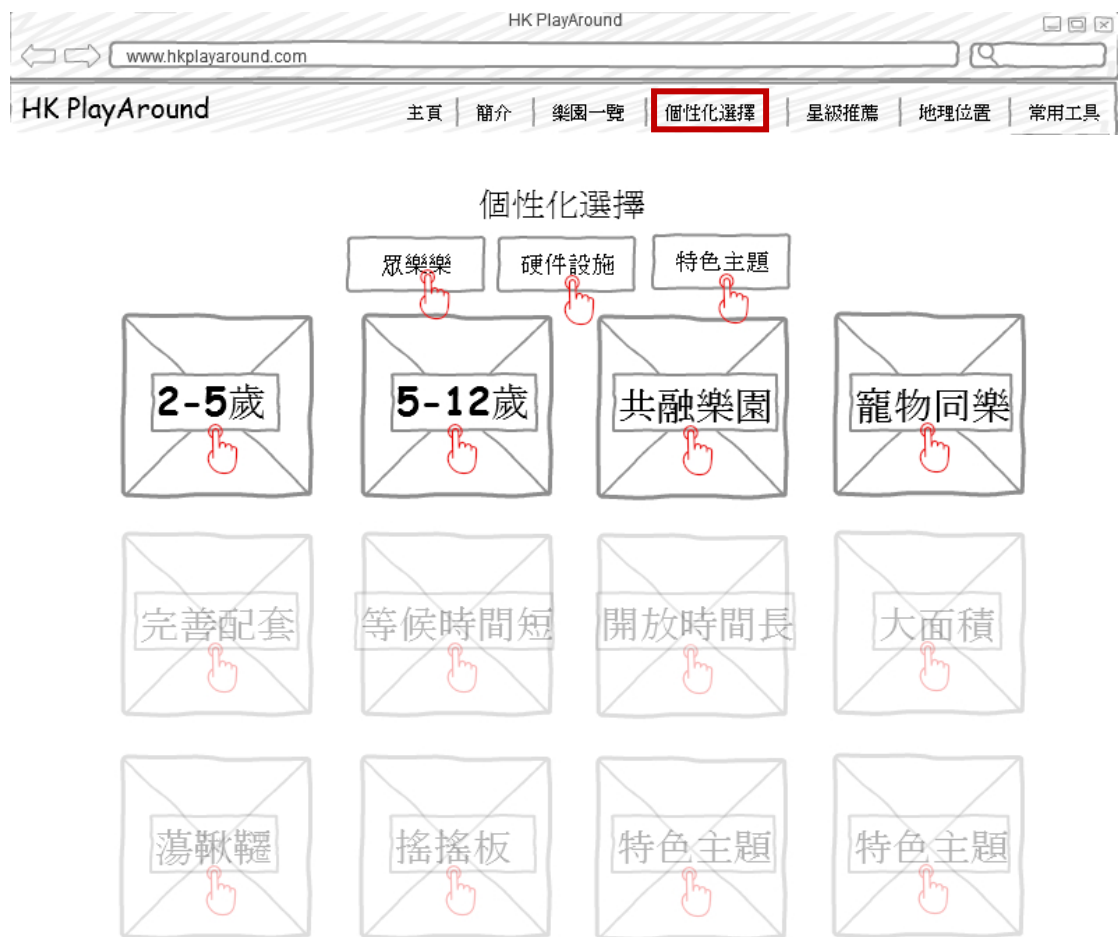 HK PlayAround
www.hkplayaround.com
HK PlayAround 主頁 簡介 樂園一覽 個性化選擇 星級推薦 地理位置 常用工具
個性化選擇
眾樂樂 硬件設施 特色主題
2-5歲 5-12歲 共融樂園 寵物同樂
完善配套 等候時間短 開放時間長 大面積
蕩鞦韆 搖搖板 特色主題 特色主題